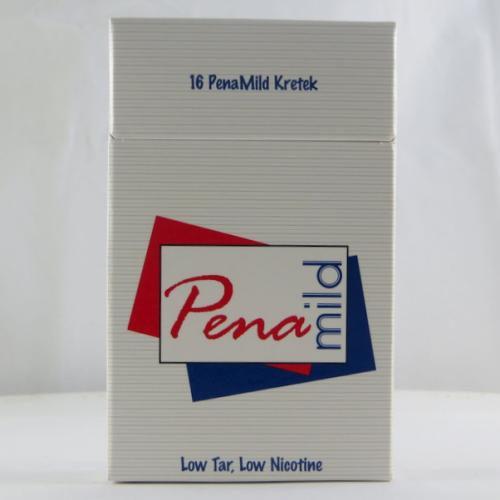 16 PenaMild Kretek
Pena mild
Low Tar, Low Nicotine